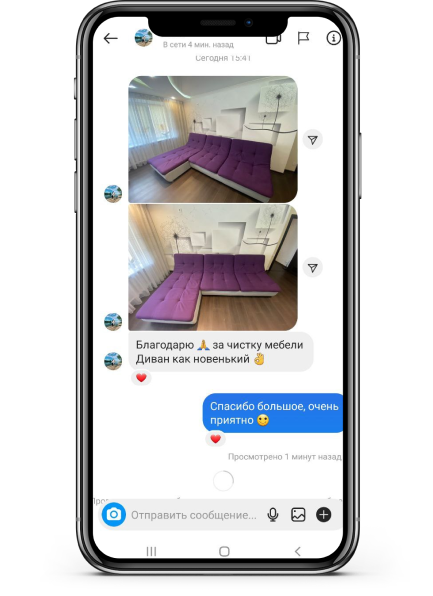 В сети 4 мин. назад
Сегодня 15:41
Благодарю 🙏 за чистку мебели
Диван как новенький 👌
Спасибо большое, очень
приятно 😶
Просмотрено 1 минут назад
Отправить сообщение...